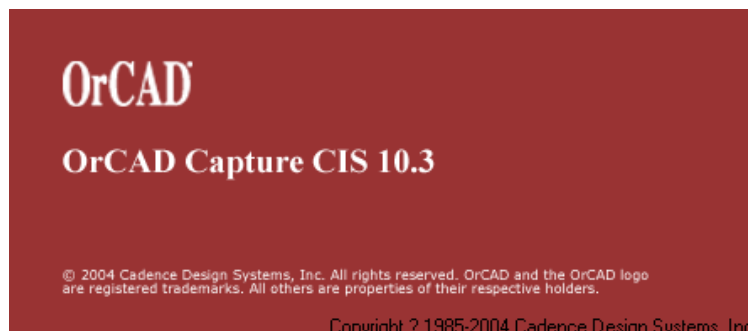 OrCAD
OrCAD Capture CIS 10.3
© 2004 Cadence Design Systems, Inc. All rights reserved. OrCAD and the OrCAD logo
are registered trademarks. All others are properties of their respective holders.
Copyright ? 1985-2004 Cadence Design Systems, Inc